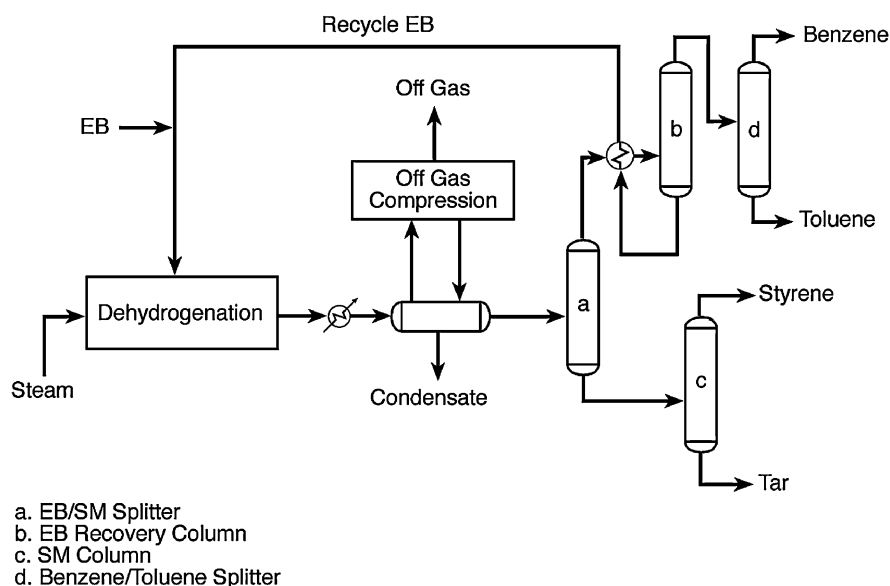 Recycle EB
Benzene
Off Gas
EB
b
d
Off Gas
Compression
Toluene
Styrene
Dehydrogenation
a
Steam
Condensate
c
Tar
a. EB/SM Splitter
b. EB Recovery Column
c. SM Column
d. Benzene/Toluene Splitter